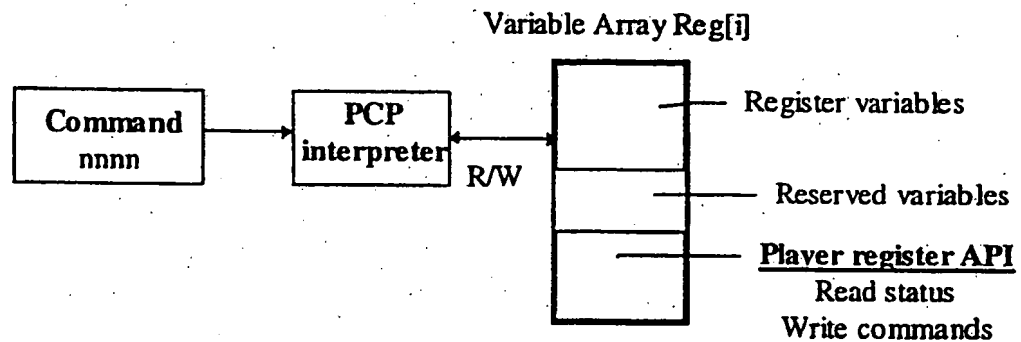 Variable Array Reg[i]
Command
nnnn
PCP
interpreter
R/W
Register variables
Reserved variables
Player register API
Read status
Write commands